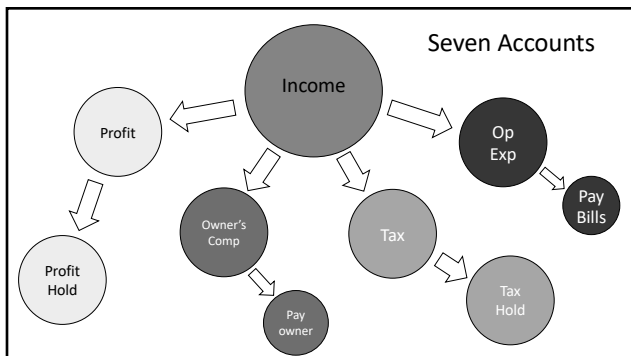 Seven Accounts
Income
Profit
Op
Exp
Pay
Bills
Owner's
Comp
Tax
Profit
Hold
Pay
owner
Tax
Hold